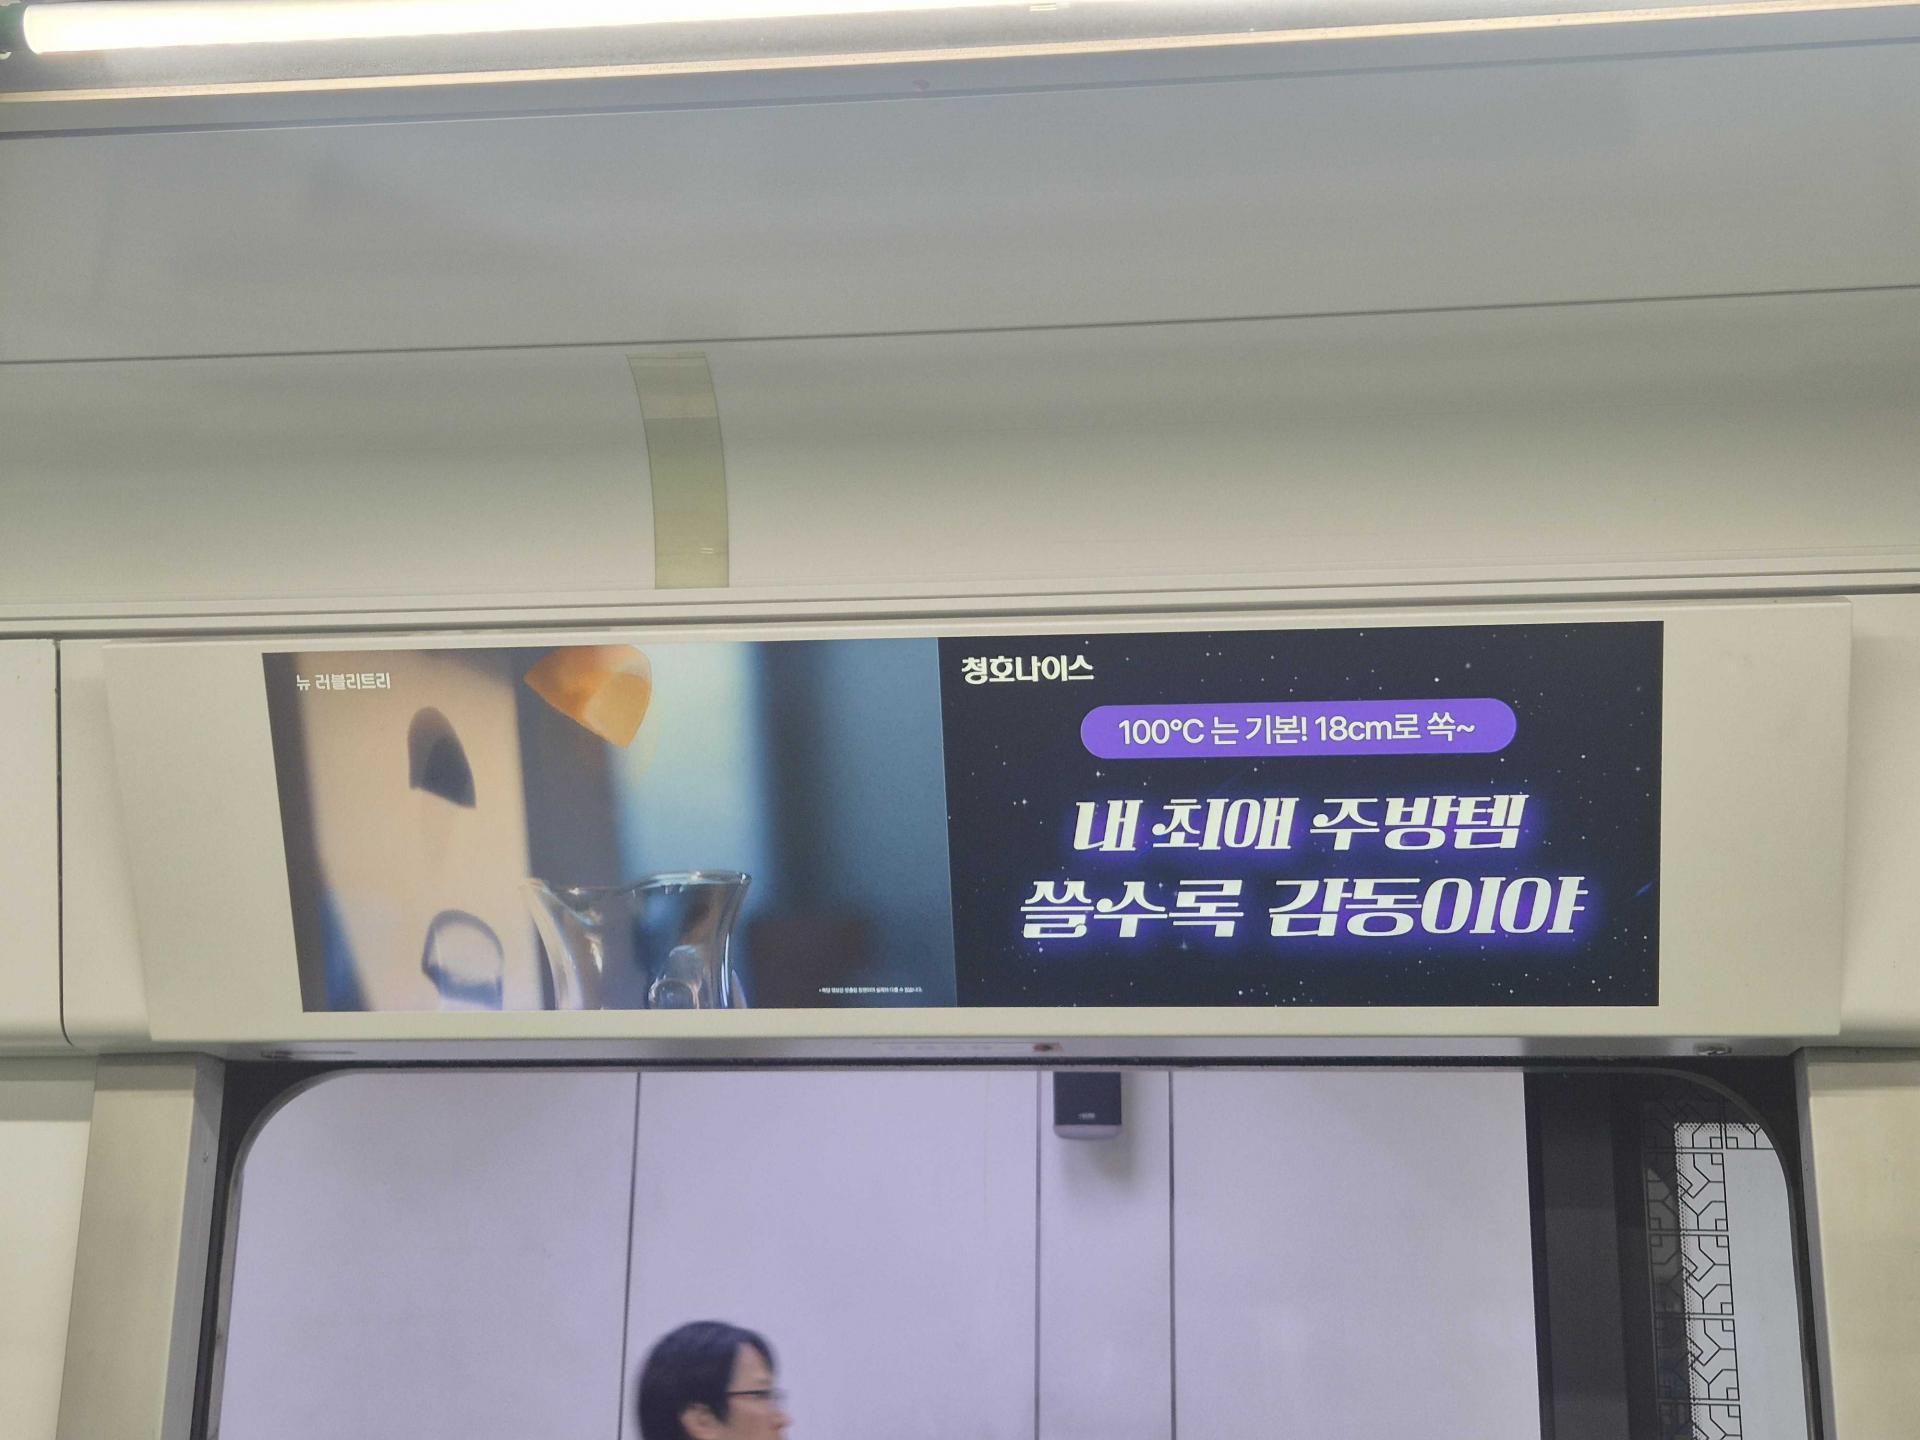 뉴 러블리트리
청호나이스
100℃ 는 기본! 18cm로 쏙~
내 최애 주방템
쓸수록 감동이야